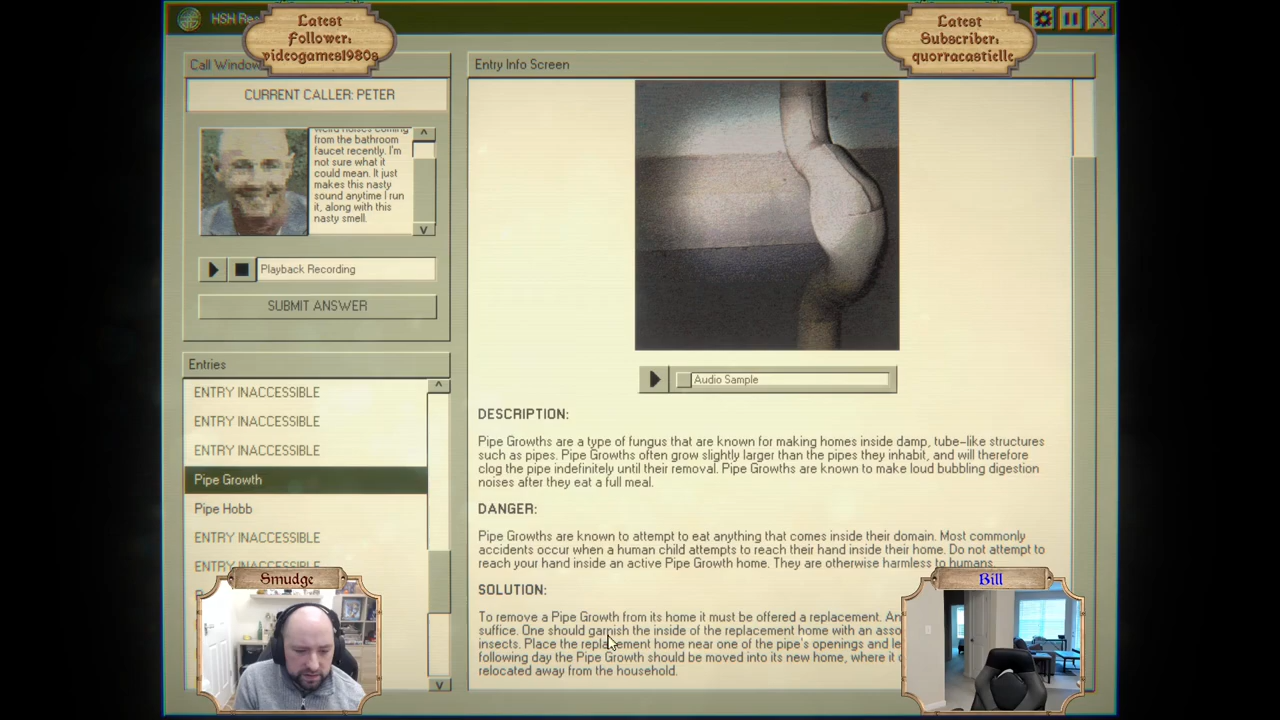 HSH Re
Latest
Follower:
videogames1980s
Latest
Subscriber:
quorracastielle
Call Window
CURRENT CALLER: PETER
weird noises coming
from the bathroom
faucet recently. I'm
not sure what it
could mean. It just
makes this nasty
sound anytime I run
it, along with this
nasty smell.
Playback Recording
SUBMIT ANSWER
Entries
ENTRY INACCESSIBLE
ENTRY INACCESSIBLE
ENTRY INACCESSIBLE
Pipe Growth
Pipe Hobb
ENTRY INACCESSIBLE
ENTRY INACCESSIBLE
Smudge
Entry Info Screen
Audio Sample
DESCRIPTION:
Pipe Growths are a type of fungus that are known for making homes inside damp, tube-like structures
such as pipes. Pipe Growths often grow slightly larger than the pipes they inhabit, and will therefore
clog the pipe indefinitely until their removal. Pipe Growths are known to make loud bubbling digestion
noises after they eat a full meal.
DANGER:
Pipe Growths are known to attempt to eat anything that comes inside their domain. Most commonly
accidents occur when a human child attempts to reach their hand inside their home. Do not attempt to
reach your hand inside an active Pipe Growth home. They are otherwise harmless to humans.
SOLUTION:
To remove a Pipe Growth from its home it must be offered a replacement. An
suffice. One should garnish the inside of the replacement home with an asso
insects. Place the replacement home near one of the pipe's openings and le
following day the Pipe Growth should be moved into its new home, where it c
relocated away from the household.
Bill